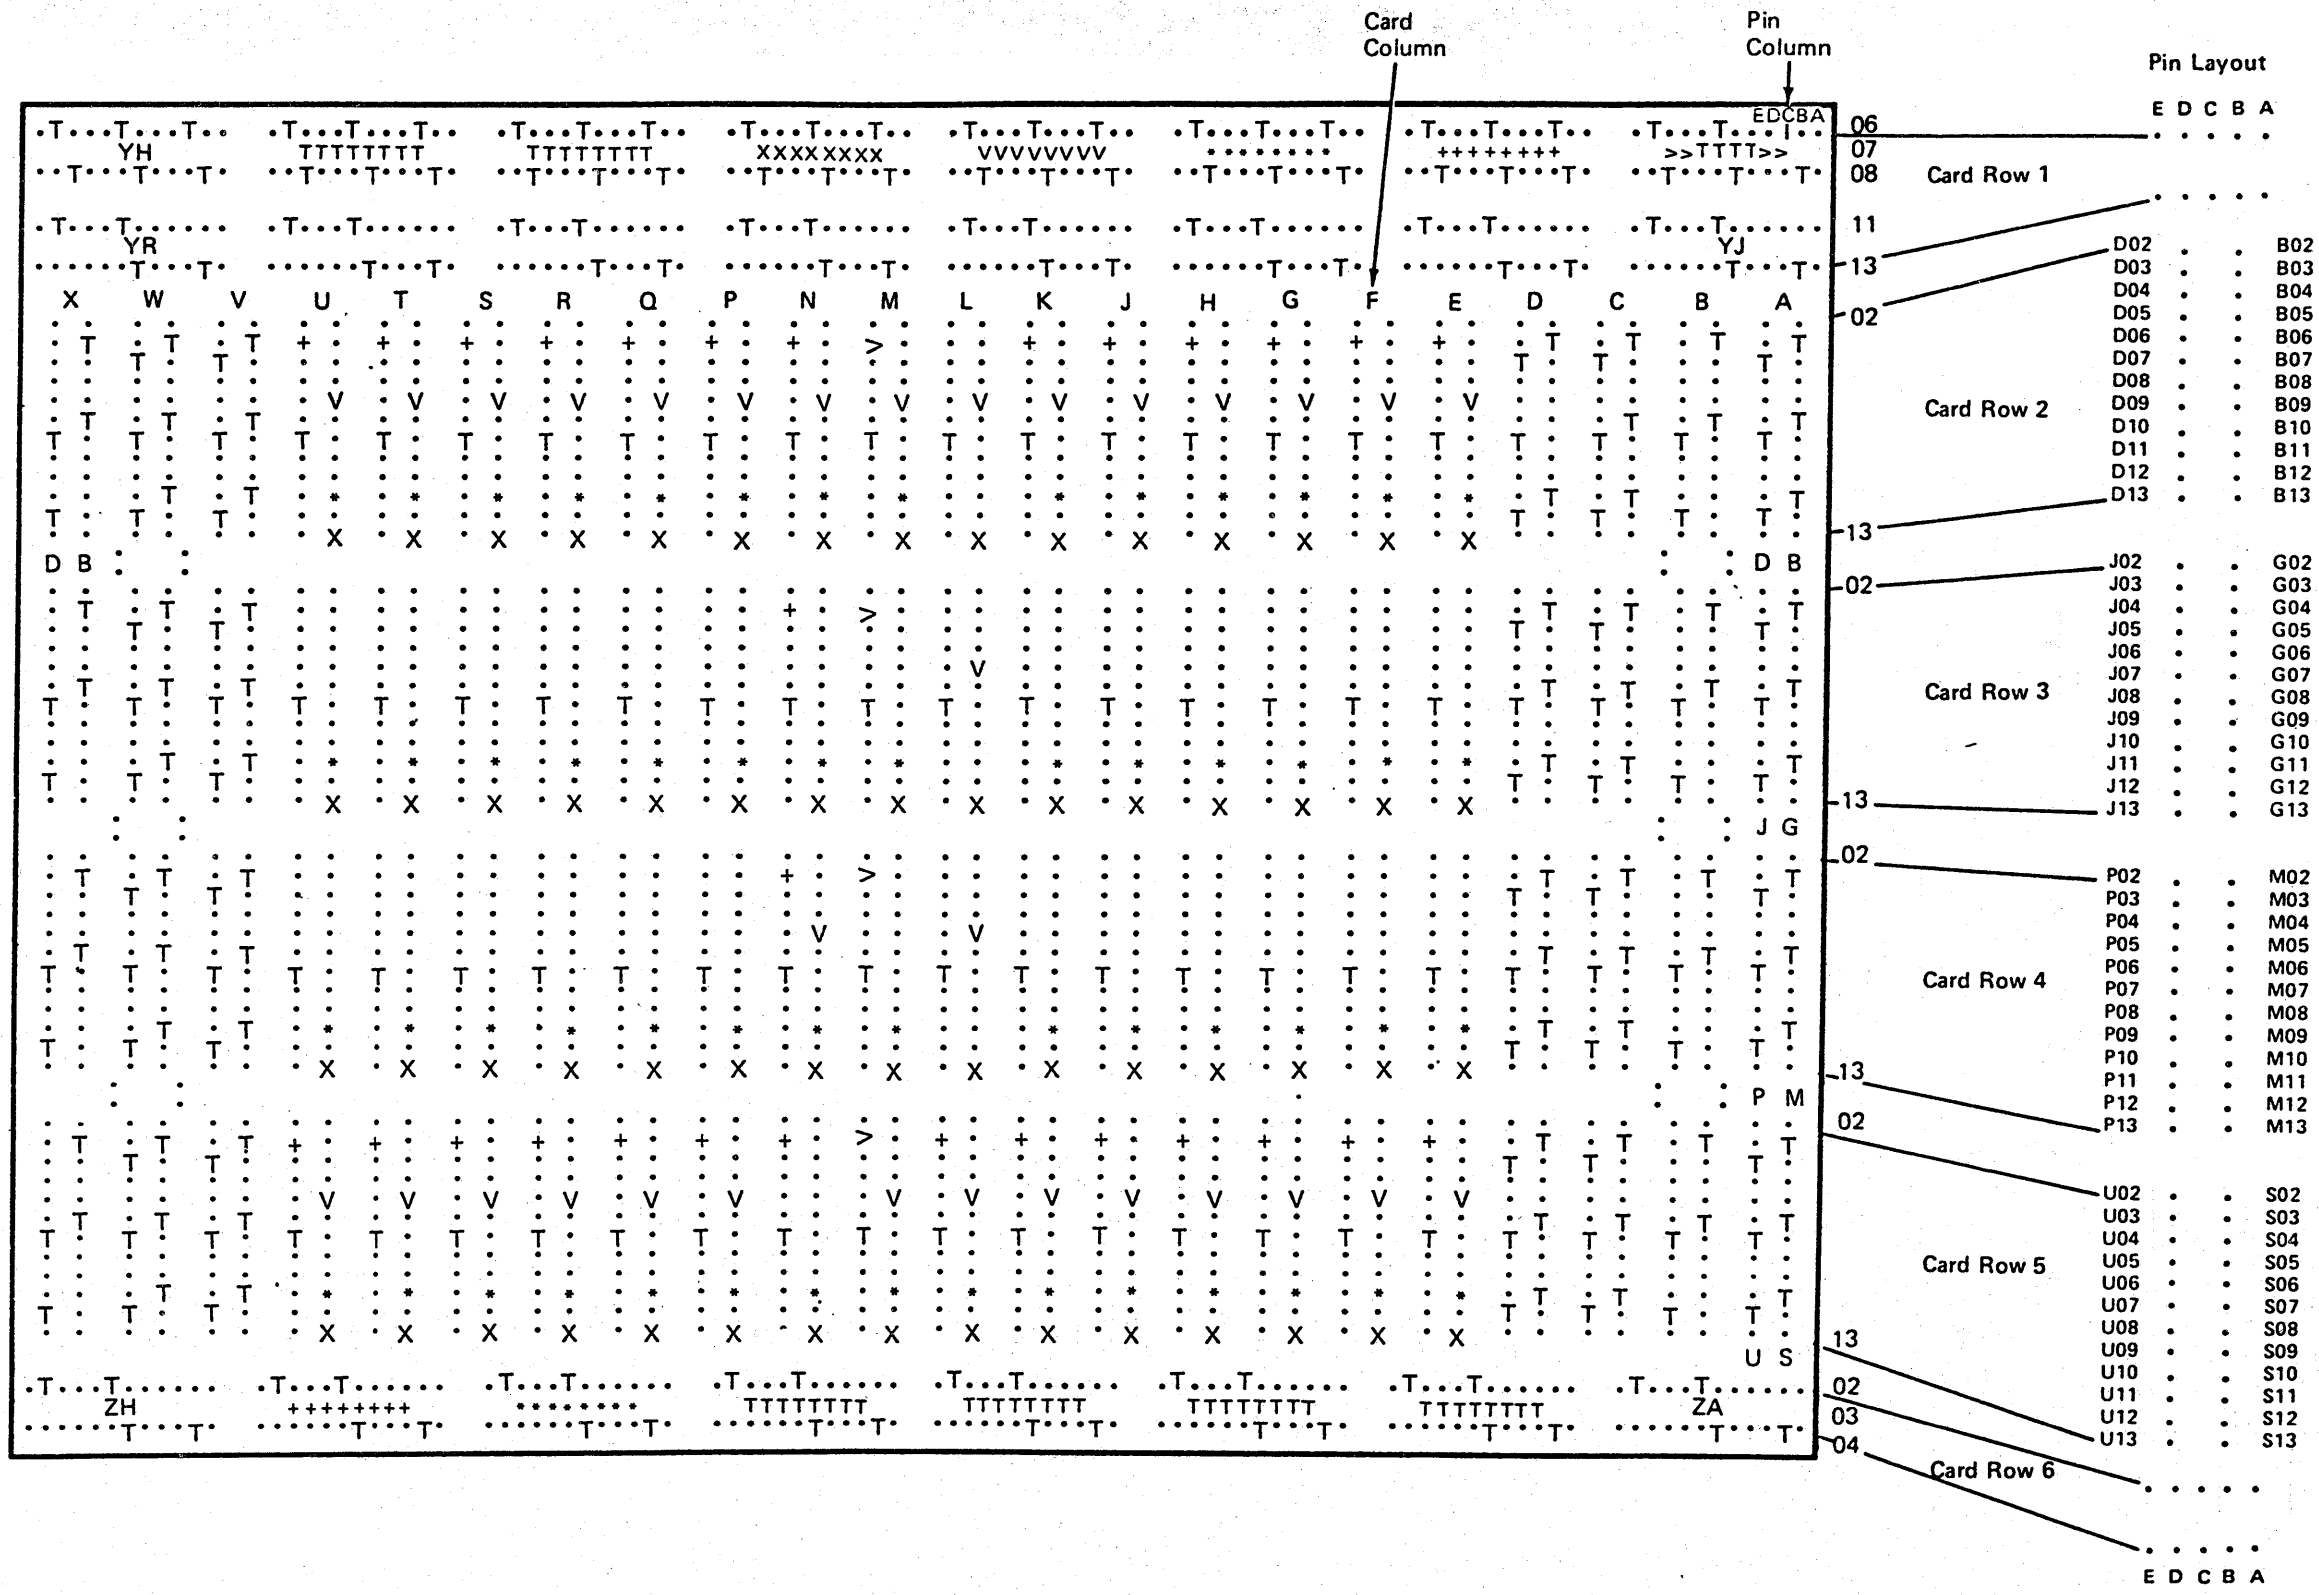 Card Column
Pin Column
Pin Layout
E D C B A
EDCBA
06
YH TTTTTTTT TTTTTTTT XXXXXXXX VVVVVVVV ******** ++++++++ >>TTTT>>
07
08
Card Row 1
11
YR YJ
13
X W V U T S R Q P N M L K J H G F E D C B A
02
Card Row 2
D02 B02
D03 B03
D04 B04
D05 B05
D06 B06
D07 B07
D08 B08
D09 B09
D10 B10
D11 B11
D12 B12
D13 B13
13
D B D B
02
Card Row 3
J02 G02
J03 G03
J04 G04
J05 G05
J06 G06
J07 G07
J08 G08
J09 G09
J10 G10
J11 G11
J12 G12
J13 G13
13
J G
02
Card Row 4
P02 M02
P03 M03
P04 M04
P05 M05
P06 M06
P07 M07
P08 M08
P09 M09
P10 M10
P11 M11
P12 M12
P13 M13
13
P M
02
Card Row 5
U02 S02
U03 S03
U04 S04
U05 S05
U06 S06
U07 S07
U08 S08
U09 S09
U10 S10
U11 S11
U12 S12
U13 S13
13
U S
02
ZH ++++++++ ******** TTTTTTTT TTTTTTTT TTTTTTTT TTTTTTTT ZA
03
04
Card Row 6
E D C B A